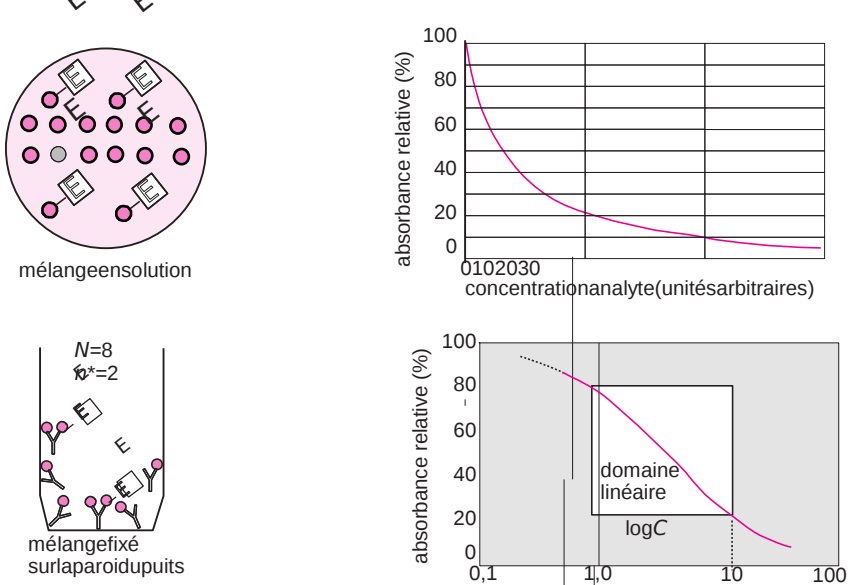 E E
E E
E E
E E
mélangeensolution
N=8
n*=2
E
E
E
E
mélangefixé
surlaparoidupuits
absorbance relative (%)
100
80
60
40
20
0
0102030
concentrationanalyte(unitésarbitraires)
absorbance relative (%)
100
80
60
40
20
0
domaine
linéaire
logC
0,1 1,0 10 100